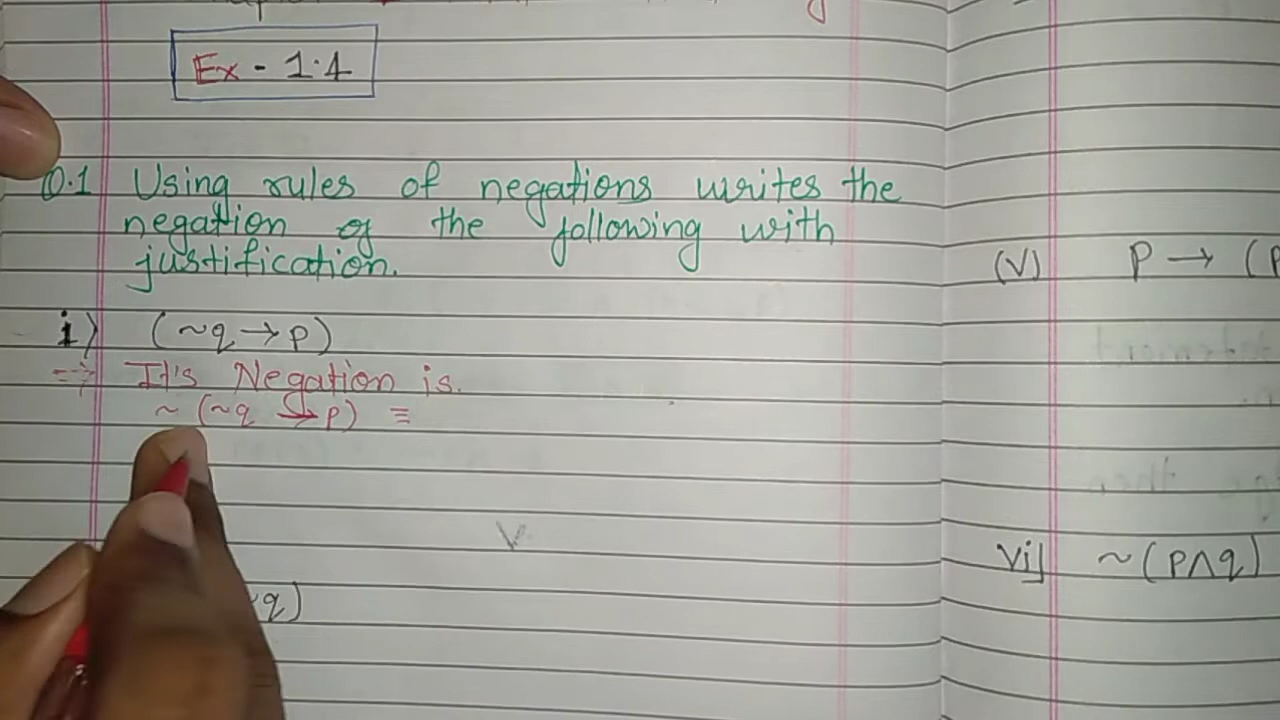 Ex - 1.4
Q.1 Using rules of negations writes the
negation of the following with
justification.
i) (~q → p)
⇒ It's Negation is.
~ (~q → p) ≡
q)
(V) p → (p
vi) ~ (p∧q)